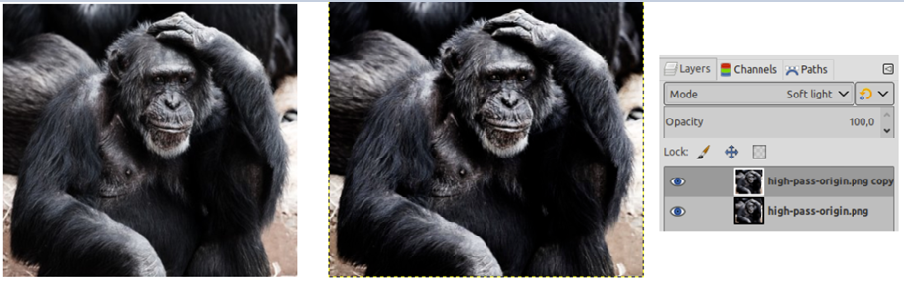 Layers Channels Paths
Mode Soft light
Opacity 100,0
Lock:
high-pass-origin.png copy
high-pass-origin.png